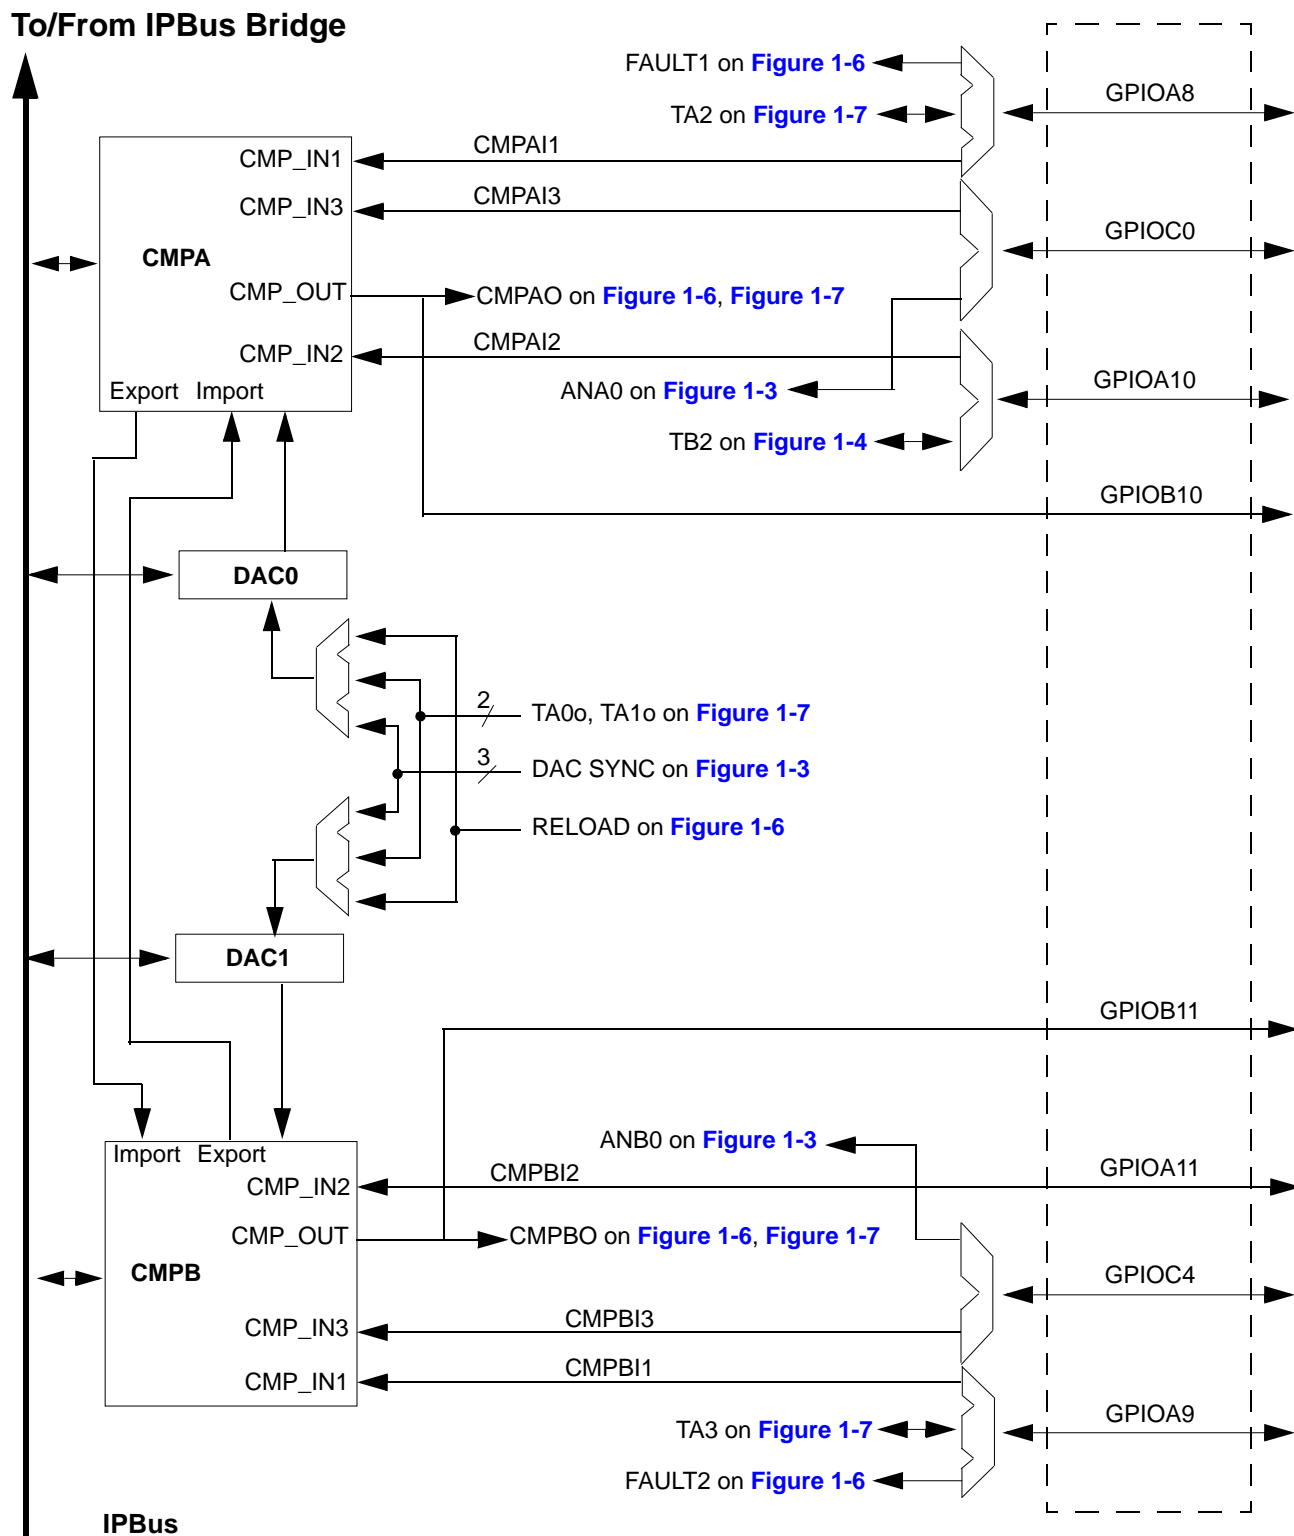 To/From IPBus Bridge
FAULT1 on Figure 1-6
GPIOA8
TA2 on Figure 1-7
CMPAI1
CMP_IN1
CMPAI3
CMP_IN3
GPIOC0
CMPA
CMP_OUT
CMPAO on Figure 1-6, Figure 1-7
CMPAI2
CMP_IN2
Export Import
ANA0 on Figure 1-3
GPIOA10
TB2 on Figure 1-4
GPIOB10
DAC0
2
TA0o, TA1o on Figure 1-7
3
DAC SYNC on Figure 1-3
RELOAD on Figure 1-6
DAC1
GPIOB11
ANB0 on Figure 1-3
Import Export
CMPBI2
GPIOA11
CMP_IN2
CMP_OUT
CMPBO on Figure 1-6, Figure 1-7
CMPB
GPIOC4
CMPBI3
CMP_IN3
CMPBI1
CMP_IN1
GPIOA9
TA3 on Figure 1-7
FAULT2 on Figure 1-6
IPBus